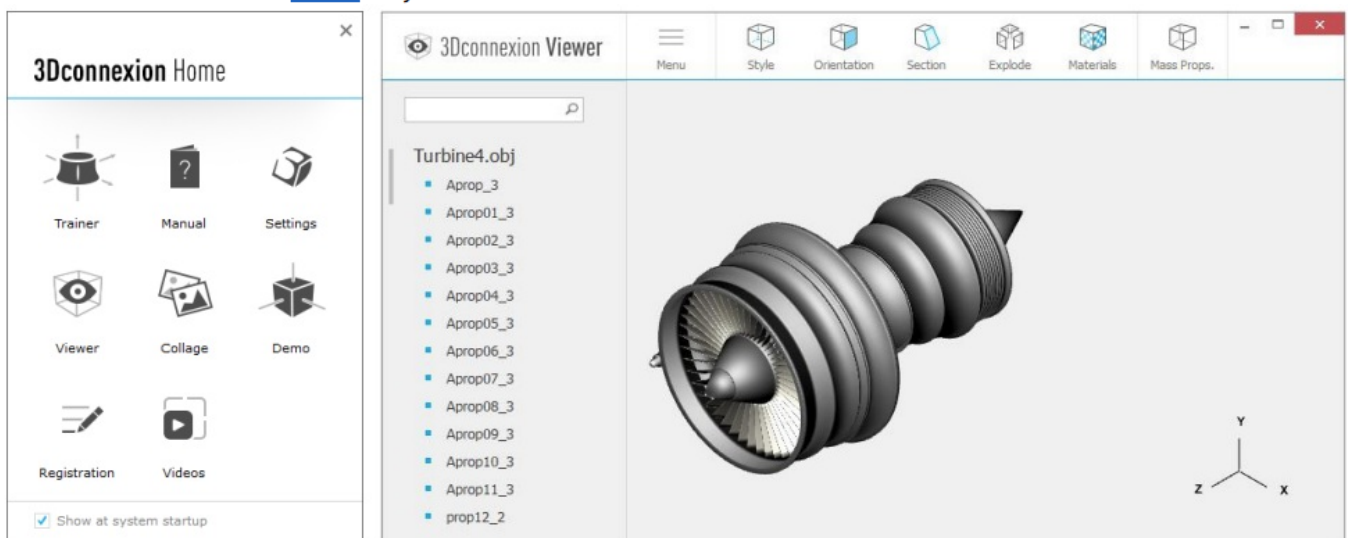 3Dconnexion Home
Trainer
Manual
Settings
Viewer
Collage
Demo
Registration
Videos
Show at system startup
3Dconnexion Viewer
Menu
Style
Orientation
Section
Explode
Materials
Mass Props.
Turbine4.obj
Aprop_3
Aprop01_3
Aprop02_3
Aprop03_3
Aprop04_3
Aprop05_3
Aprop06_3
Aprop07_3
Aprop08_3
Aprop09_3
Aprop10_3
Aprop11_3
prop12_2
Y
Z X